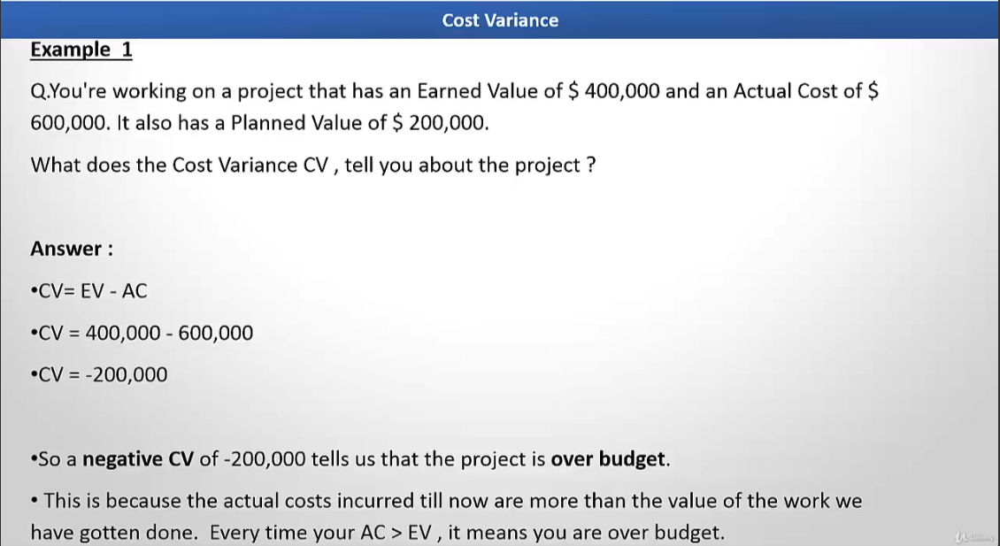 Cost Variance
Example 1
Q.You're working on a project that has an Earned Value of $ 400,000 and an Actual Cost of $
600,000. It also has a Planned Value of $ 200,000.
What does the Cost Variance CV , tell you about the project ?
Answer :
•CV= EV - AC
•CV = 400,000 - 600,000
•CV = -200,000
•So a negative CV of -200,000 tells us that the project is over budget.
• This is because the actual costs incurred till now are more than the value of the work we
have gotten done. Every time your AC > EV , it means you are over budget.
Udemy